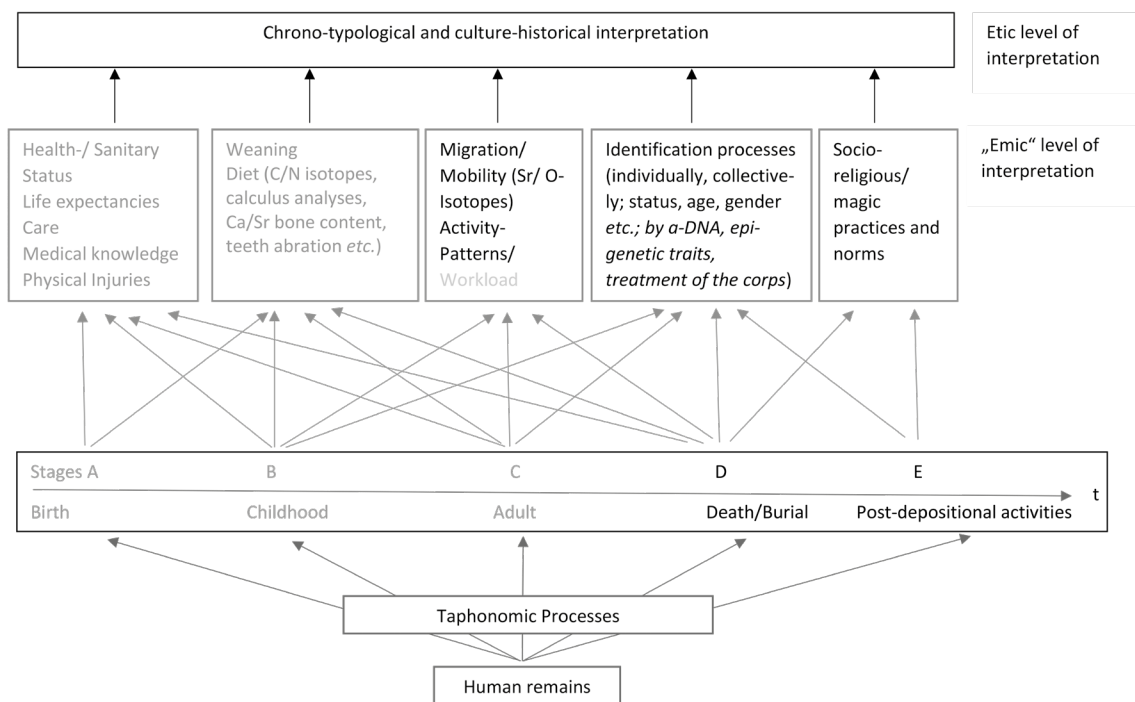 Chrono-typological and culture-historical interpretation
Etic level of
interpretation
Health-/ Sanitary
Status
Life expectancies
Care
Medical knowledge
Physical Injuries
Weaning
Diet (C/N isotopes,
calculus analyses,
Ca/Sr bone content,
teeth abration etc.)
Migration/
Mobility (Sr/ O-
Isotopes)
Activity-
Patterns/
Workload
Identification processes
(individually, collective-
ly; status, age, gender
etc.; by a-DNA, epi-
genetic traits,
treatment of the corps)
Socio-
religious/
magic
practices and
norms
„Emic“ level of
interpretation
Stages A B C D E
t
Birth Childhood Adult Death/Burial Post-depositional activities
Taphonomic Processes
Human remains